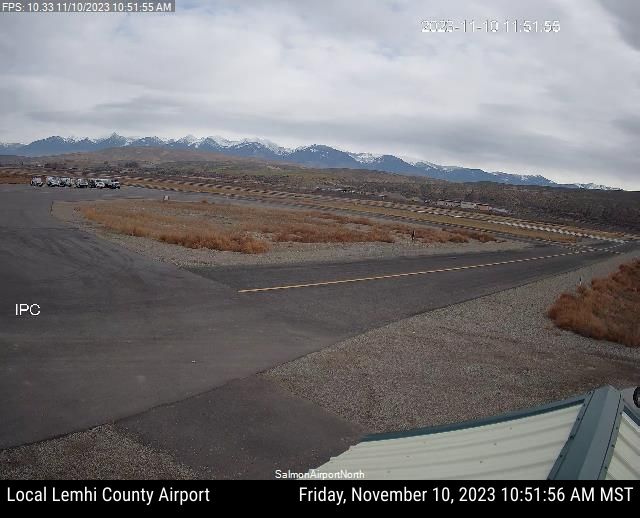 FPS: 10.33 11/10/2023 10:51:55 AM
2023-11-10 11:51:55
IPC
SalmonAirportNorth
Local Lemhi County Airport
Friday, November 10, 2023 10:51:56 AM MST